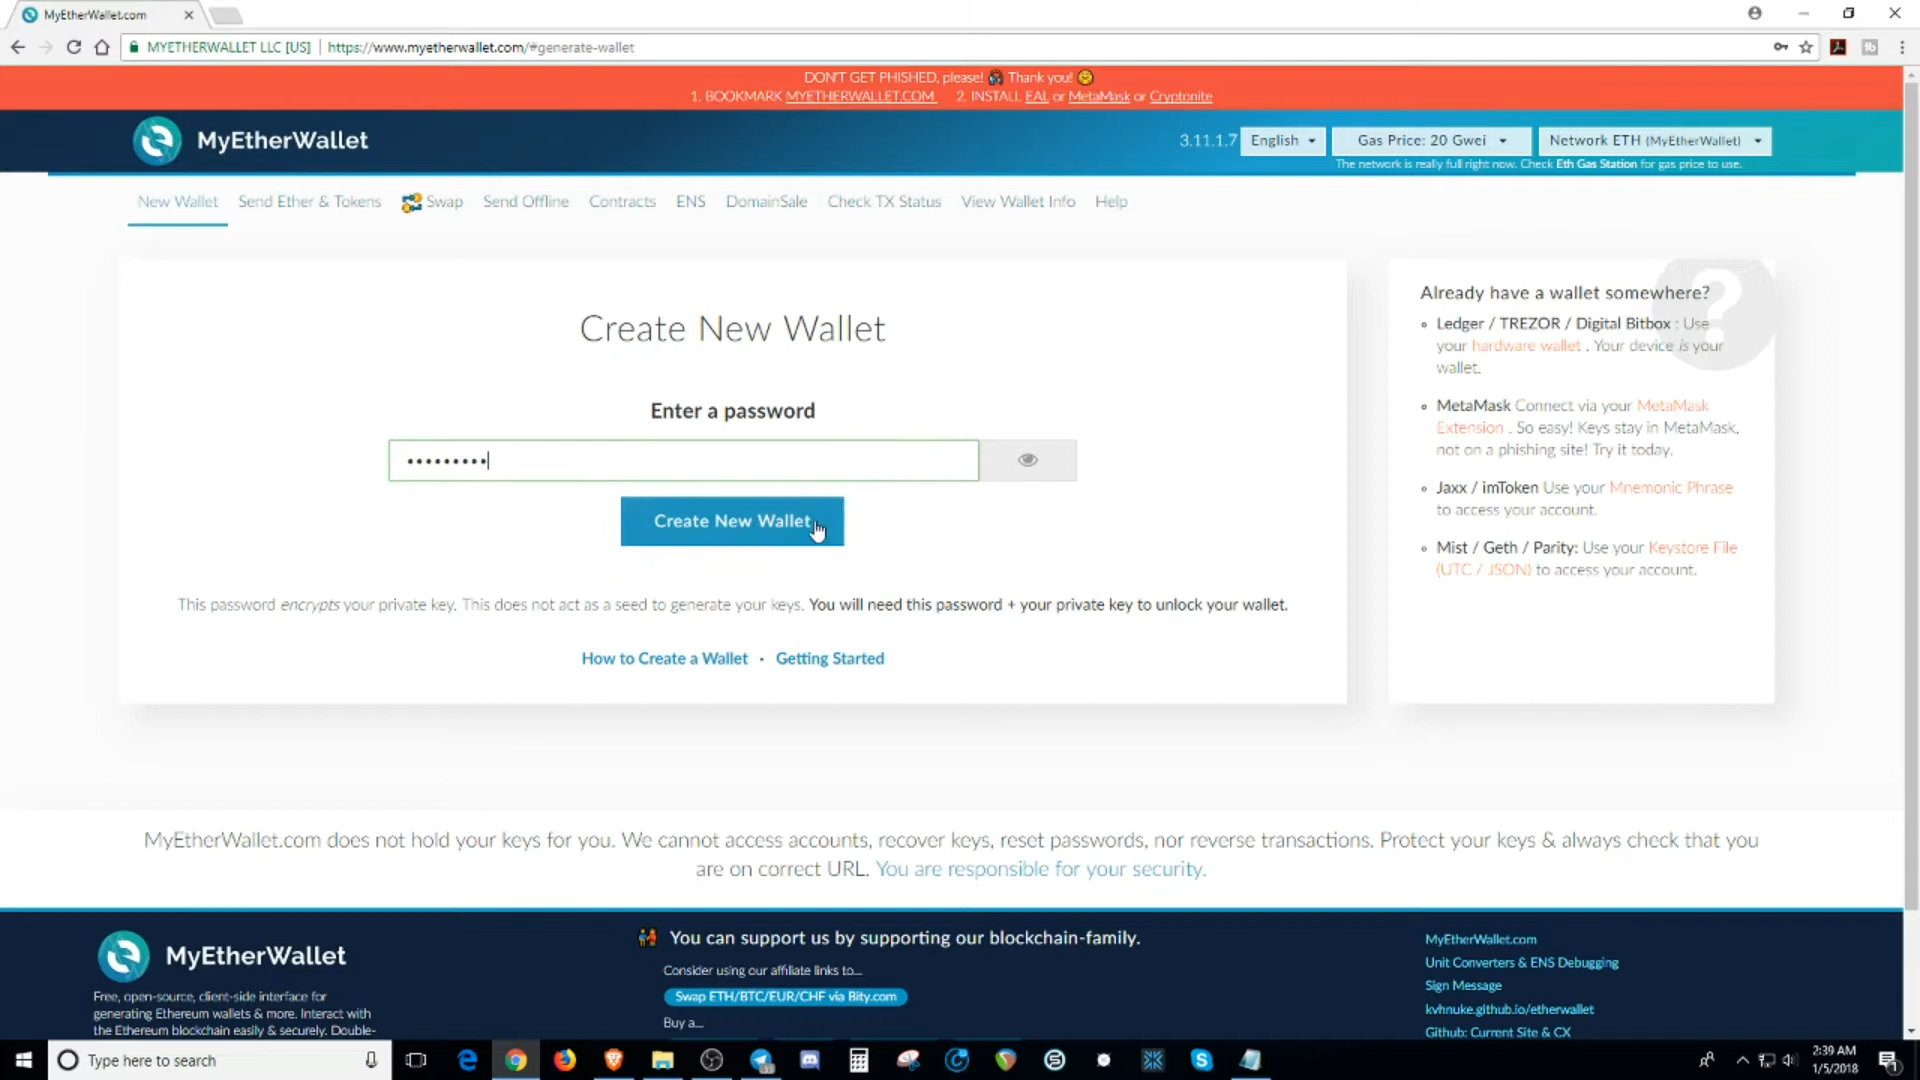 MyEtherWallet.com
MYETHERWALLET LLC [US] | https://www.myetherwallet.com/#generate-wallet
DON'T GET PHISHED, please! Thank you!
1. BOOKMARK MYETHERWALLET.COM 2. INSTALL EAL or MetaMask or Cryptonite
MyEtherWallet
3.11.1.7 English Gas Price: 20 Gwei Network ETH (MyEtherWallet)
The network is really full right now. Check Eth Gas Station for gas price to use.
New Wallet Send Ether & Tokens Swap Send Offline Contracts ENS DomainSale Check TX Status View Wallet Info Help
Create New Wallet
Enter a password
•••••••••
Create New Wallet
This password encrypts your private key. This does not act as a seed to generate your keys. You will need this password + your private key to unlock your wallet.
How to Create a Wallet · Getting Started
Already have a wallet somewhere?
Ledger / TREZOR / Digital Bitbox : Use
your hardware wallet . Your device is your
wallet.
MetaMask Connect via your MetaMask
Extension . So easy! Keys stay in MetaMask,
not on a phishing site! Try it today.
Jaxx / imToken Use your Mnemonic Phrase
to access your account.
Mist / Geth / Parity: Use your Keystore File
(UTC / JSON) to access your account.
MyEtherWallet.com does not hold your keys for you. We cannot access accounts, recover keys, reset passwords, nor reverse transactions. Protect your keys & always check that you
are on correct URL. You are responsible for your security.
MyEtherWallet
Free, open-source, client-side interface for
generating Ethereum wallets & more. Interact with
the Ethereum blockchain easily & securely. Double-
You can support us by supporting our blockchain-family.
Consider using our affiliate links to...
Swap ETH/BTC/EUR/CHF via Bity.com
Buy a...
MyEtherWallet.com
Unit Converters & ENS Debugging
Sign Message
kvhnuke.github.io/etherwallet
Github: Current Site & CX
Type here to search
2:39 AM
1/5/2018